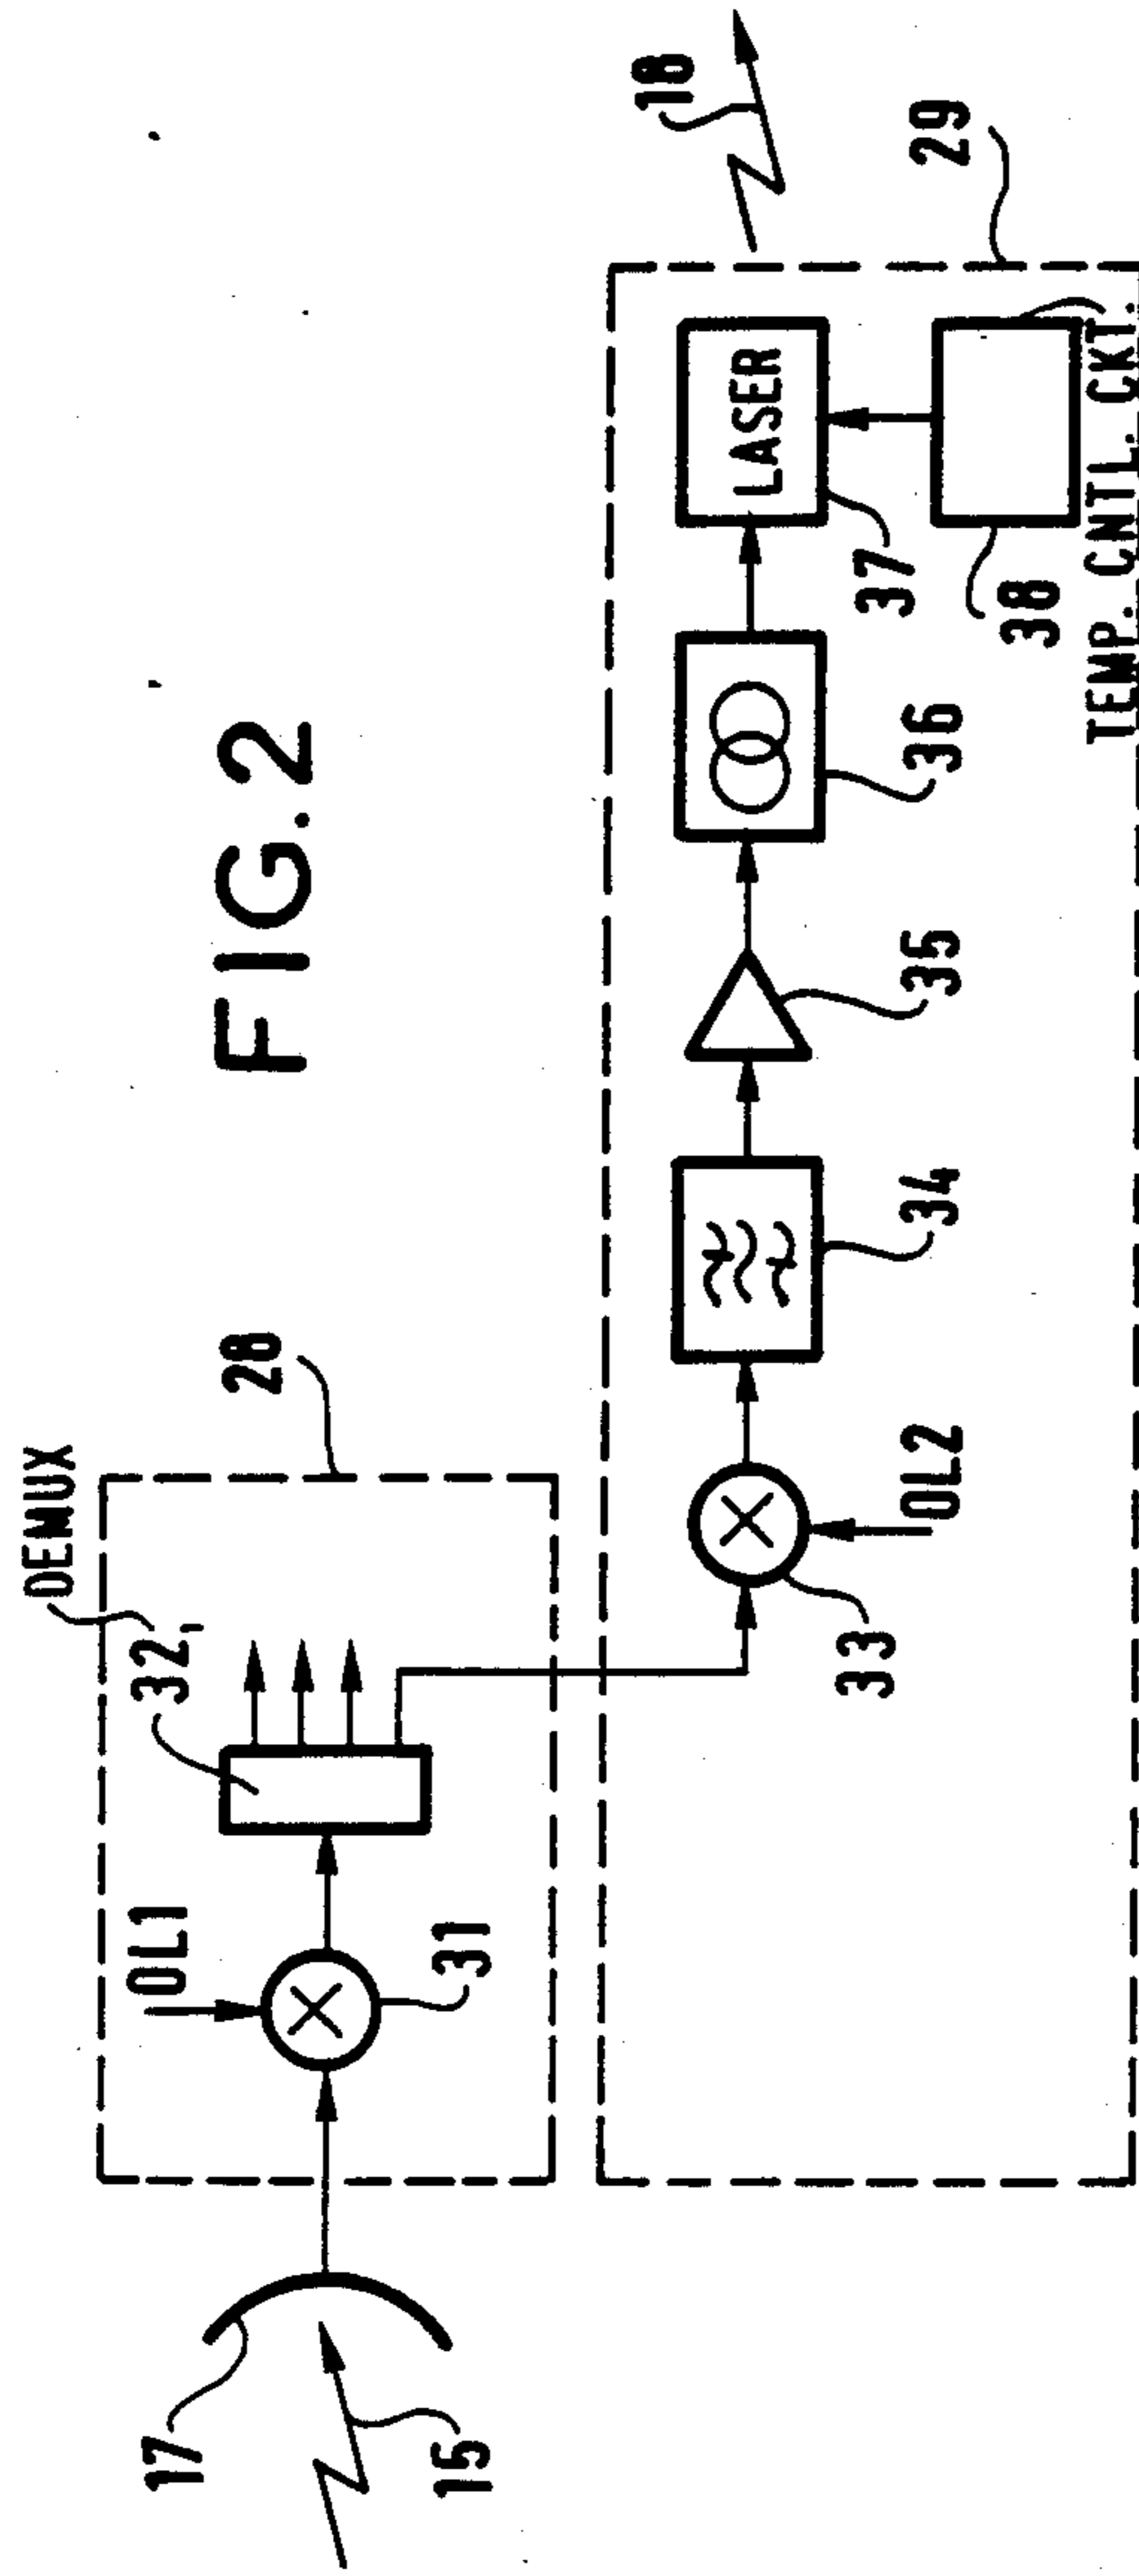 FIG.2
DEMUX
28
OL1
32
31
17
15
18
29
LASER
37
38
TEMP. CNTL. CKT.
36
35
34
33
OL2